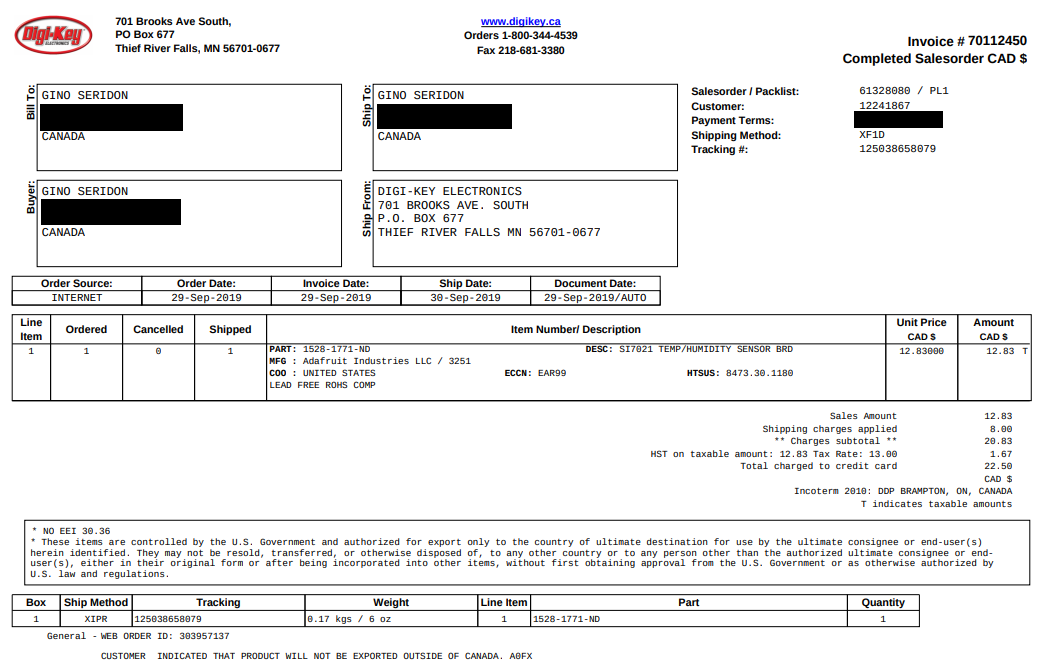 Digi-Key
ELECTRONICS
701 Brooks Ave South,
PO Box 677
Thief River Falls, MN 56701-0677
www.digikey.ca
Orders 1-800-344-4539
Fax 218-681-3380
Invoice # 70112450
Completed Salesorder CAD $
Bill To:
GINO SERIDON
CANADA
Ship To:
GINO SERIDON
CANADA
Salesorder / Packlist: 61328080 / PL1
Customer: 12241867
Payment Terms:
Shipping Method: XF1D
Tracking #: 125038658079
Buyer:
GINO SERIDON
CANADA
Ship From:
DIGI-KEY ELECTRONICS
701 BROOKS AVE. SOUTH
P.O. BOX 677
THIEF RIVER FALLS MN 56701-0677
Order Source: Order Date: Invoice Date: Ship Date: Document Date:
INTERNET 29-Sep-2019 29-Sep-2019 30-Sep-2019 29-Sep-2019/AUTO
Line Item Ordered Cancelled Shipped Item Number/ Description Unit Price CAD $ Amount CAD $
1 1 0 1 PART: 1528-1771-ND DESC: SI7021 TEMP/HUMIDITY SENSOR BRD 12.83000 12.83 T
MFG : Adafruit Industries LLC / 3251
COO : UNITED STATES ECCN: EAR99 HTSUS: 8473.30.1180
LEAD FREE ROHS COMP
Sales Amount 12.83
Shipping charges applied 8.00
** Charges subtotal ** 20.83
HST on taxable amount: 12.83 Tax Rate: 13.00 1.67
Total charged to credit card 22.50
CAD $
Incoterm 2010: DDP BRAMPTON, ON, CANADA
T indicates taxable amounts
* NO EEI 30.36
* These items are controlled by the U.S. Government and authorized for export only to the country of ultimate destination for use by the ultimate consignee or end-user(s)
herein identified. They may not be resold, transferred, or otherwise disposed of, to any other country or to any person other than the authorized ultimate consignee or end-
user(s), either in their original form or after being incorporated into other items, without first obtaining approval from the U.S. Government or as otherwise authorized by
U.S. law and regulations.
Box Ship Method Tracking Weight Line Item Part Quantity
1 XIPR 125038658079 0.17 kgs / 6 oz 1 1528-1771-ND 1
General - WEB ORDER ID: 303957137
CUSTOMER INDICATED THAT PRODUCT WILL NOT BE EXPORTED OUTSIDE OF CANADA. A0FX